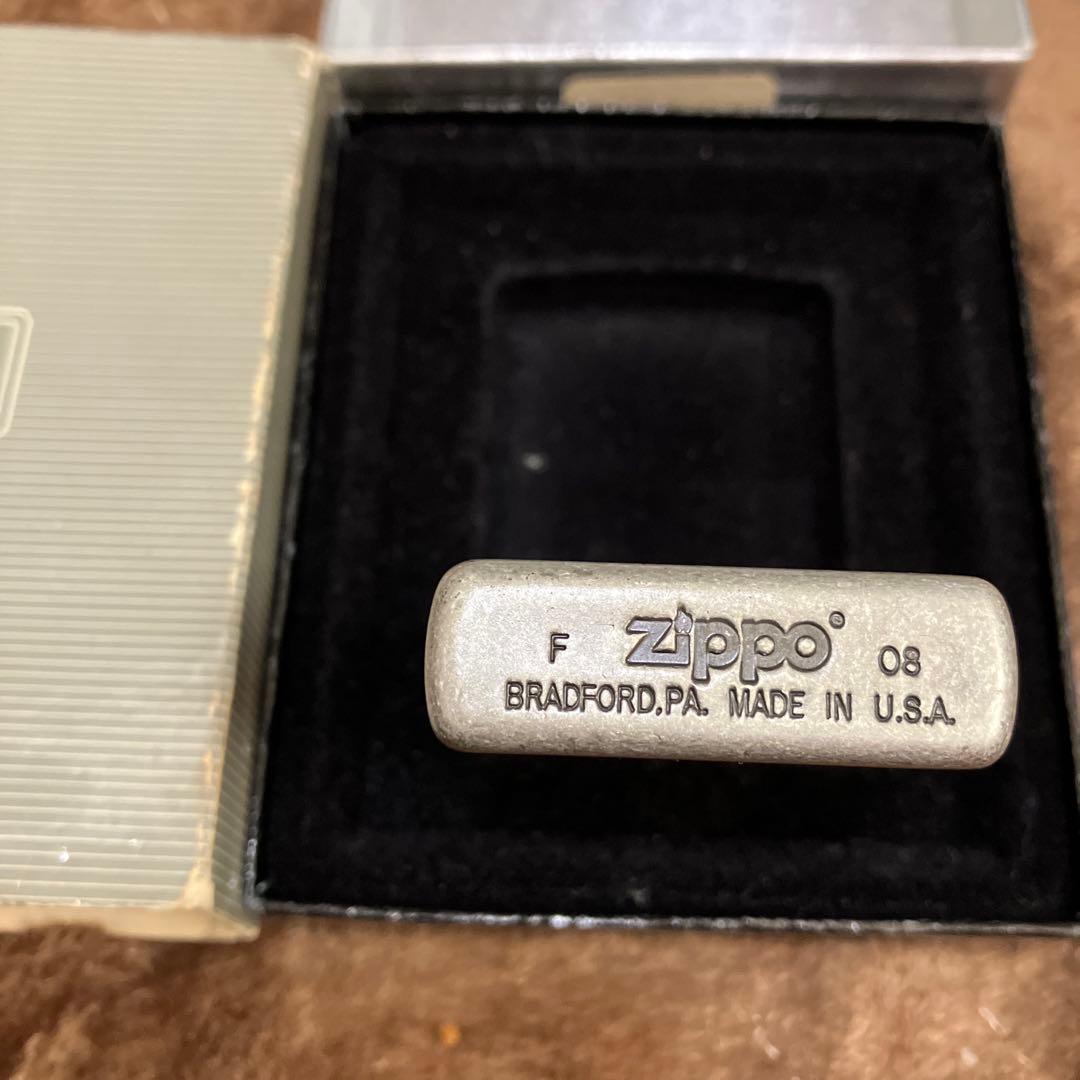 F zippo® 08
BRADFORD,PA. MADE IN U.S.A.